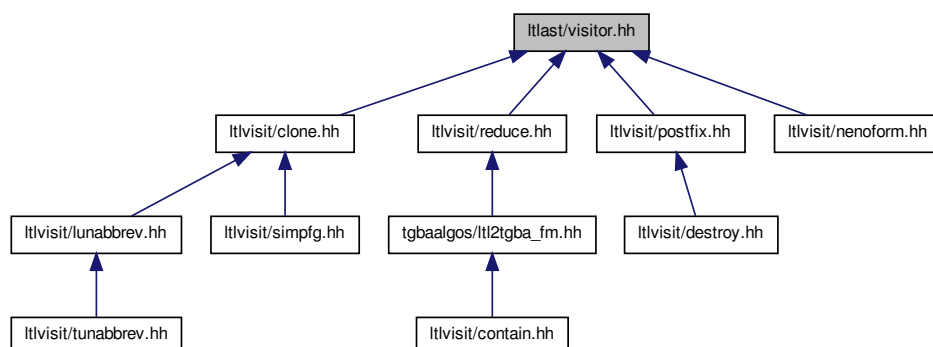 ltlast/visitor.hh
ltlvisit/clone.hh
ltlvisit/reduce.hh
ltlvisit/postfix.hh
ltlvisit/nenoform.hh
ltlvisit/lunabbrev.hh
ltlvisit/simpfg.hh
tgbaalgos/ltl2tgba_fm.hh
ltlvisit/destroy.hh
ltlvisit/tunabbrev.hh
ltlvisit/contain.hh